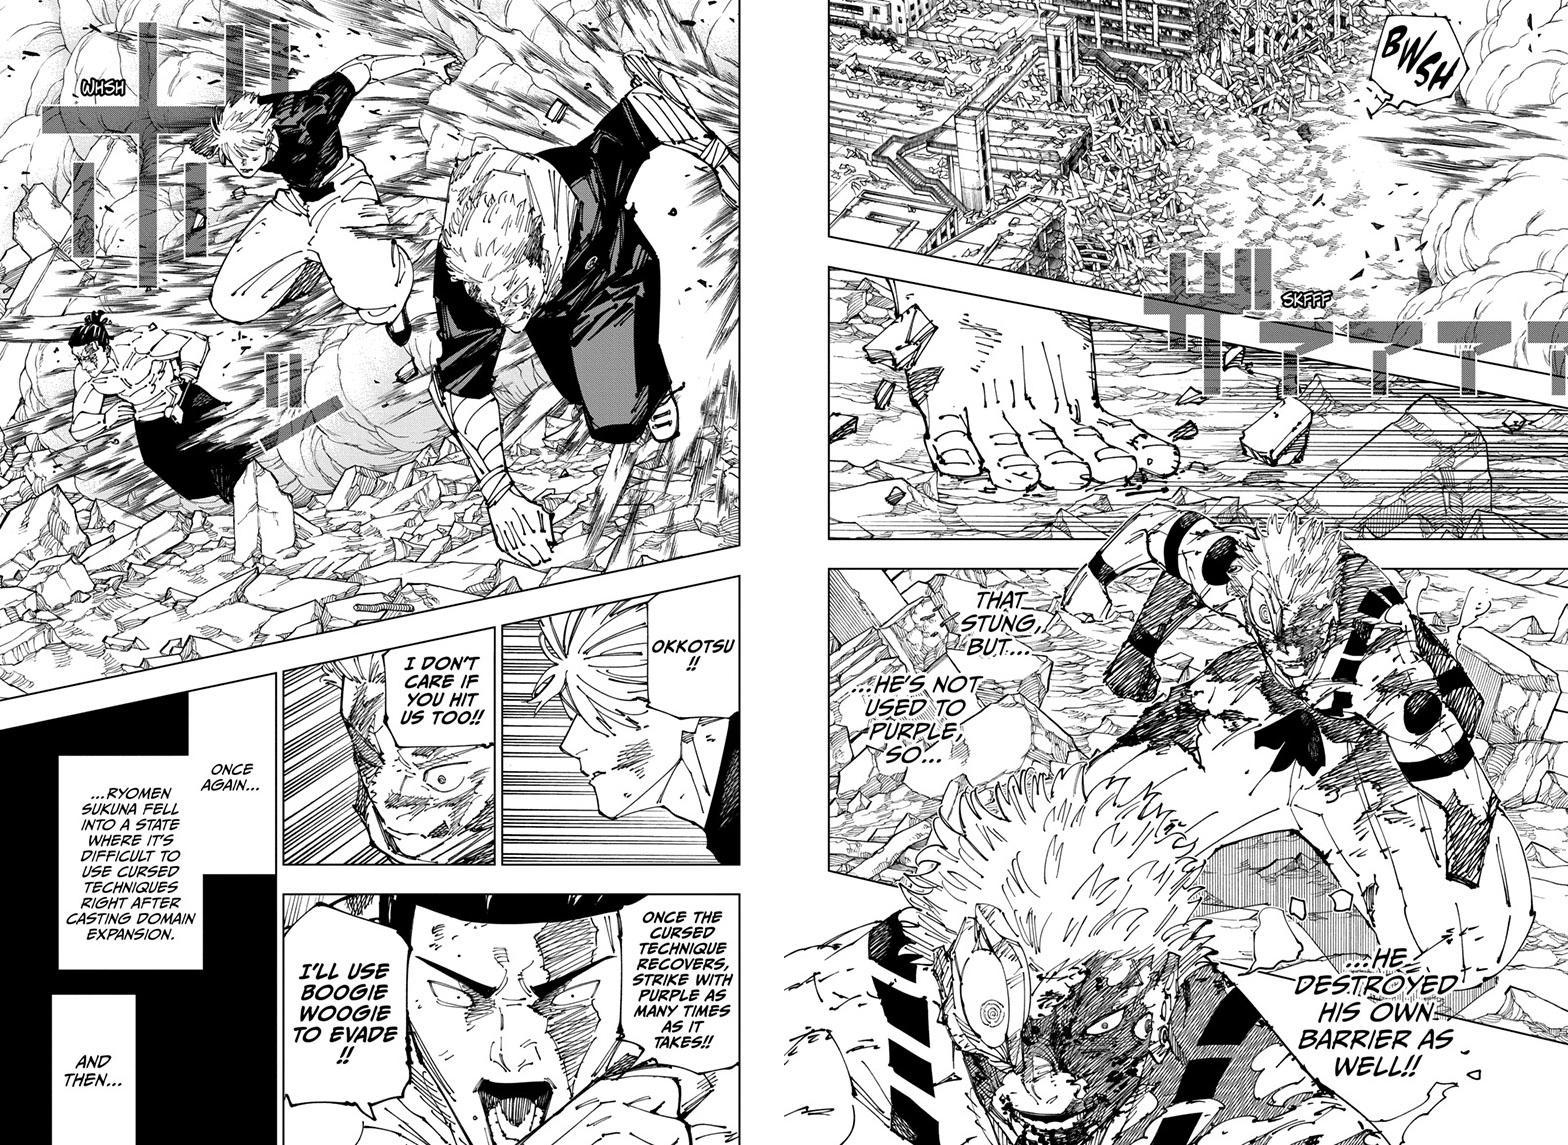 BWSH
SKFFF
THAT
STUNG,
BUT...
...HE'S NOT
USED TO
PURPLE,
SO...
...HE
DESTROYED
HIS OWN
BARRIER AS
WELL!!
WHSH
OKKOTSU
!!
I DON'T
CARE IF
YOU HIT
US TOO!!
ONCE THE
CURSED
TECHNIQUE
RECOVERS,
STRIKE WITH
PURPLE AS
MANY TIMES
AS IT
TAKES!!
I'LL USE
BOOGIE
WOOGIE
TO EVADE
!!
ONCE
AGAIN...
...RYOMEN
SUKUNA FELL
INTO A STATE
WHERE IT'S
DIFFICULT TO
USE CURSED
TECHNIQUES
RIGHT AFTER
CASTING DOMAIN
EXPANSION.
AND
THEN...